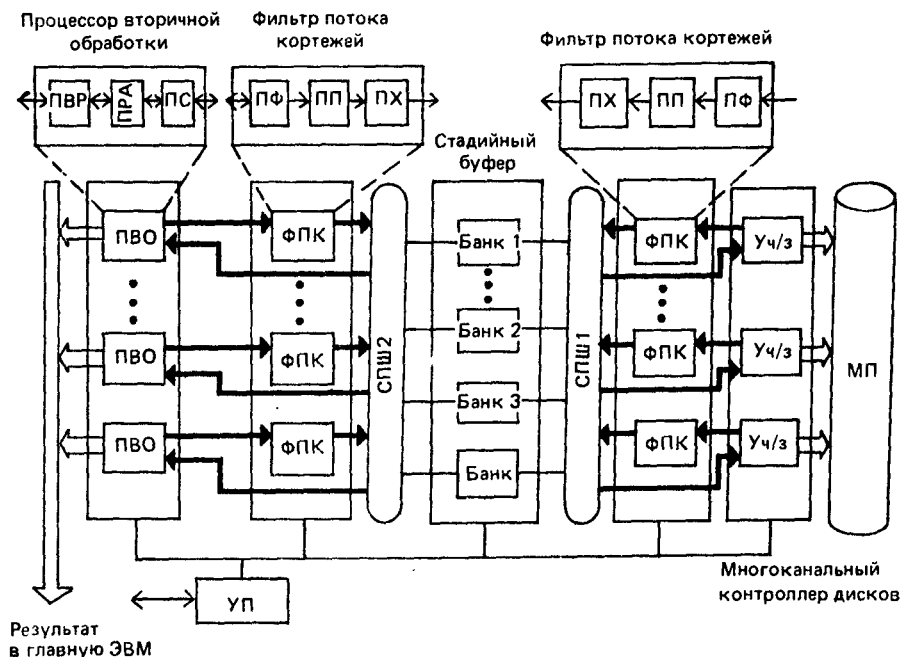 Процессор вторичной
обработки
Фильтр потока
кортежей
Фильтр потока кортежей
ПВР
ПРА
ПС
ПФ
ПП
ПХ
ПХ
ПП
ПФ
Стадийный
буфер
ПВО
ФПК
Банк 1
ФПК
Уч/з
ПВО
ФПК
СПШ2
Банк 2
СПШ1
ФПК
Уч/з
МП
Банк 3
ПВО
ФПК
Банк
ФПК
Уч/з
УП
Многоканальный
контроллер дисков
Результат
в главную ЭВМ